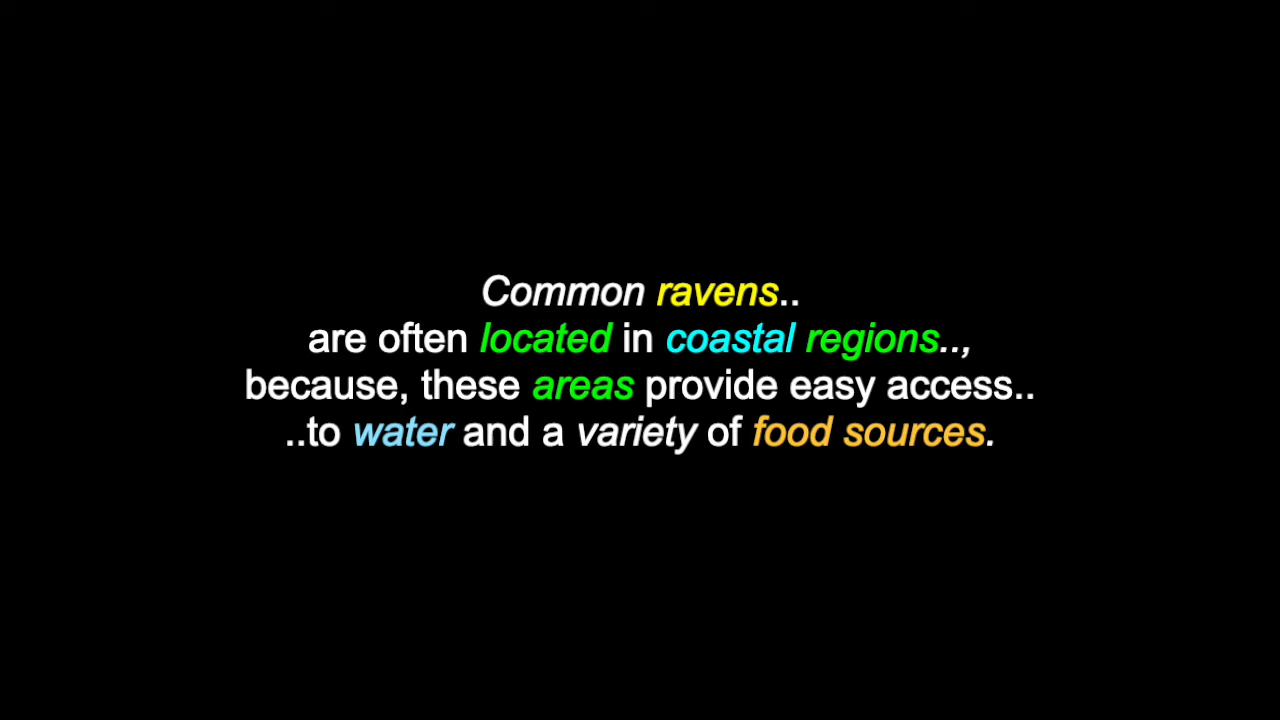 Common ravens..
are often located in coastal regions..,
because, these areas provide easy access..
..to water and a variety of food sources.